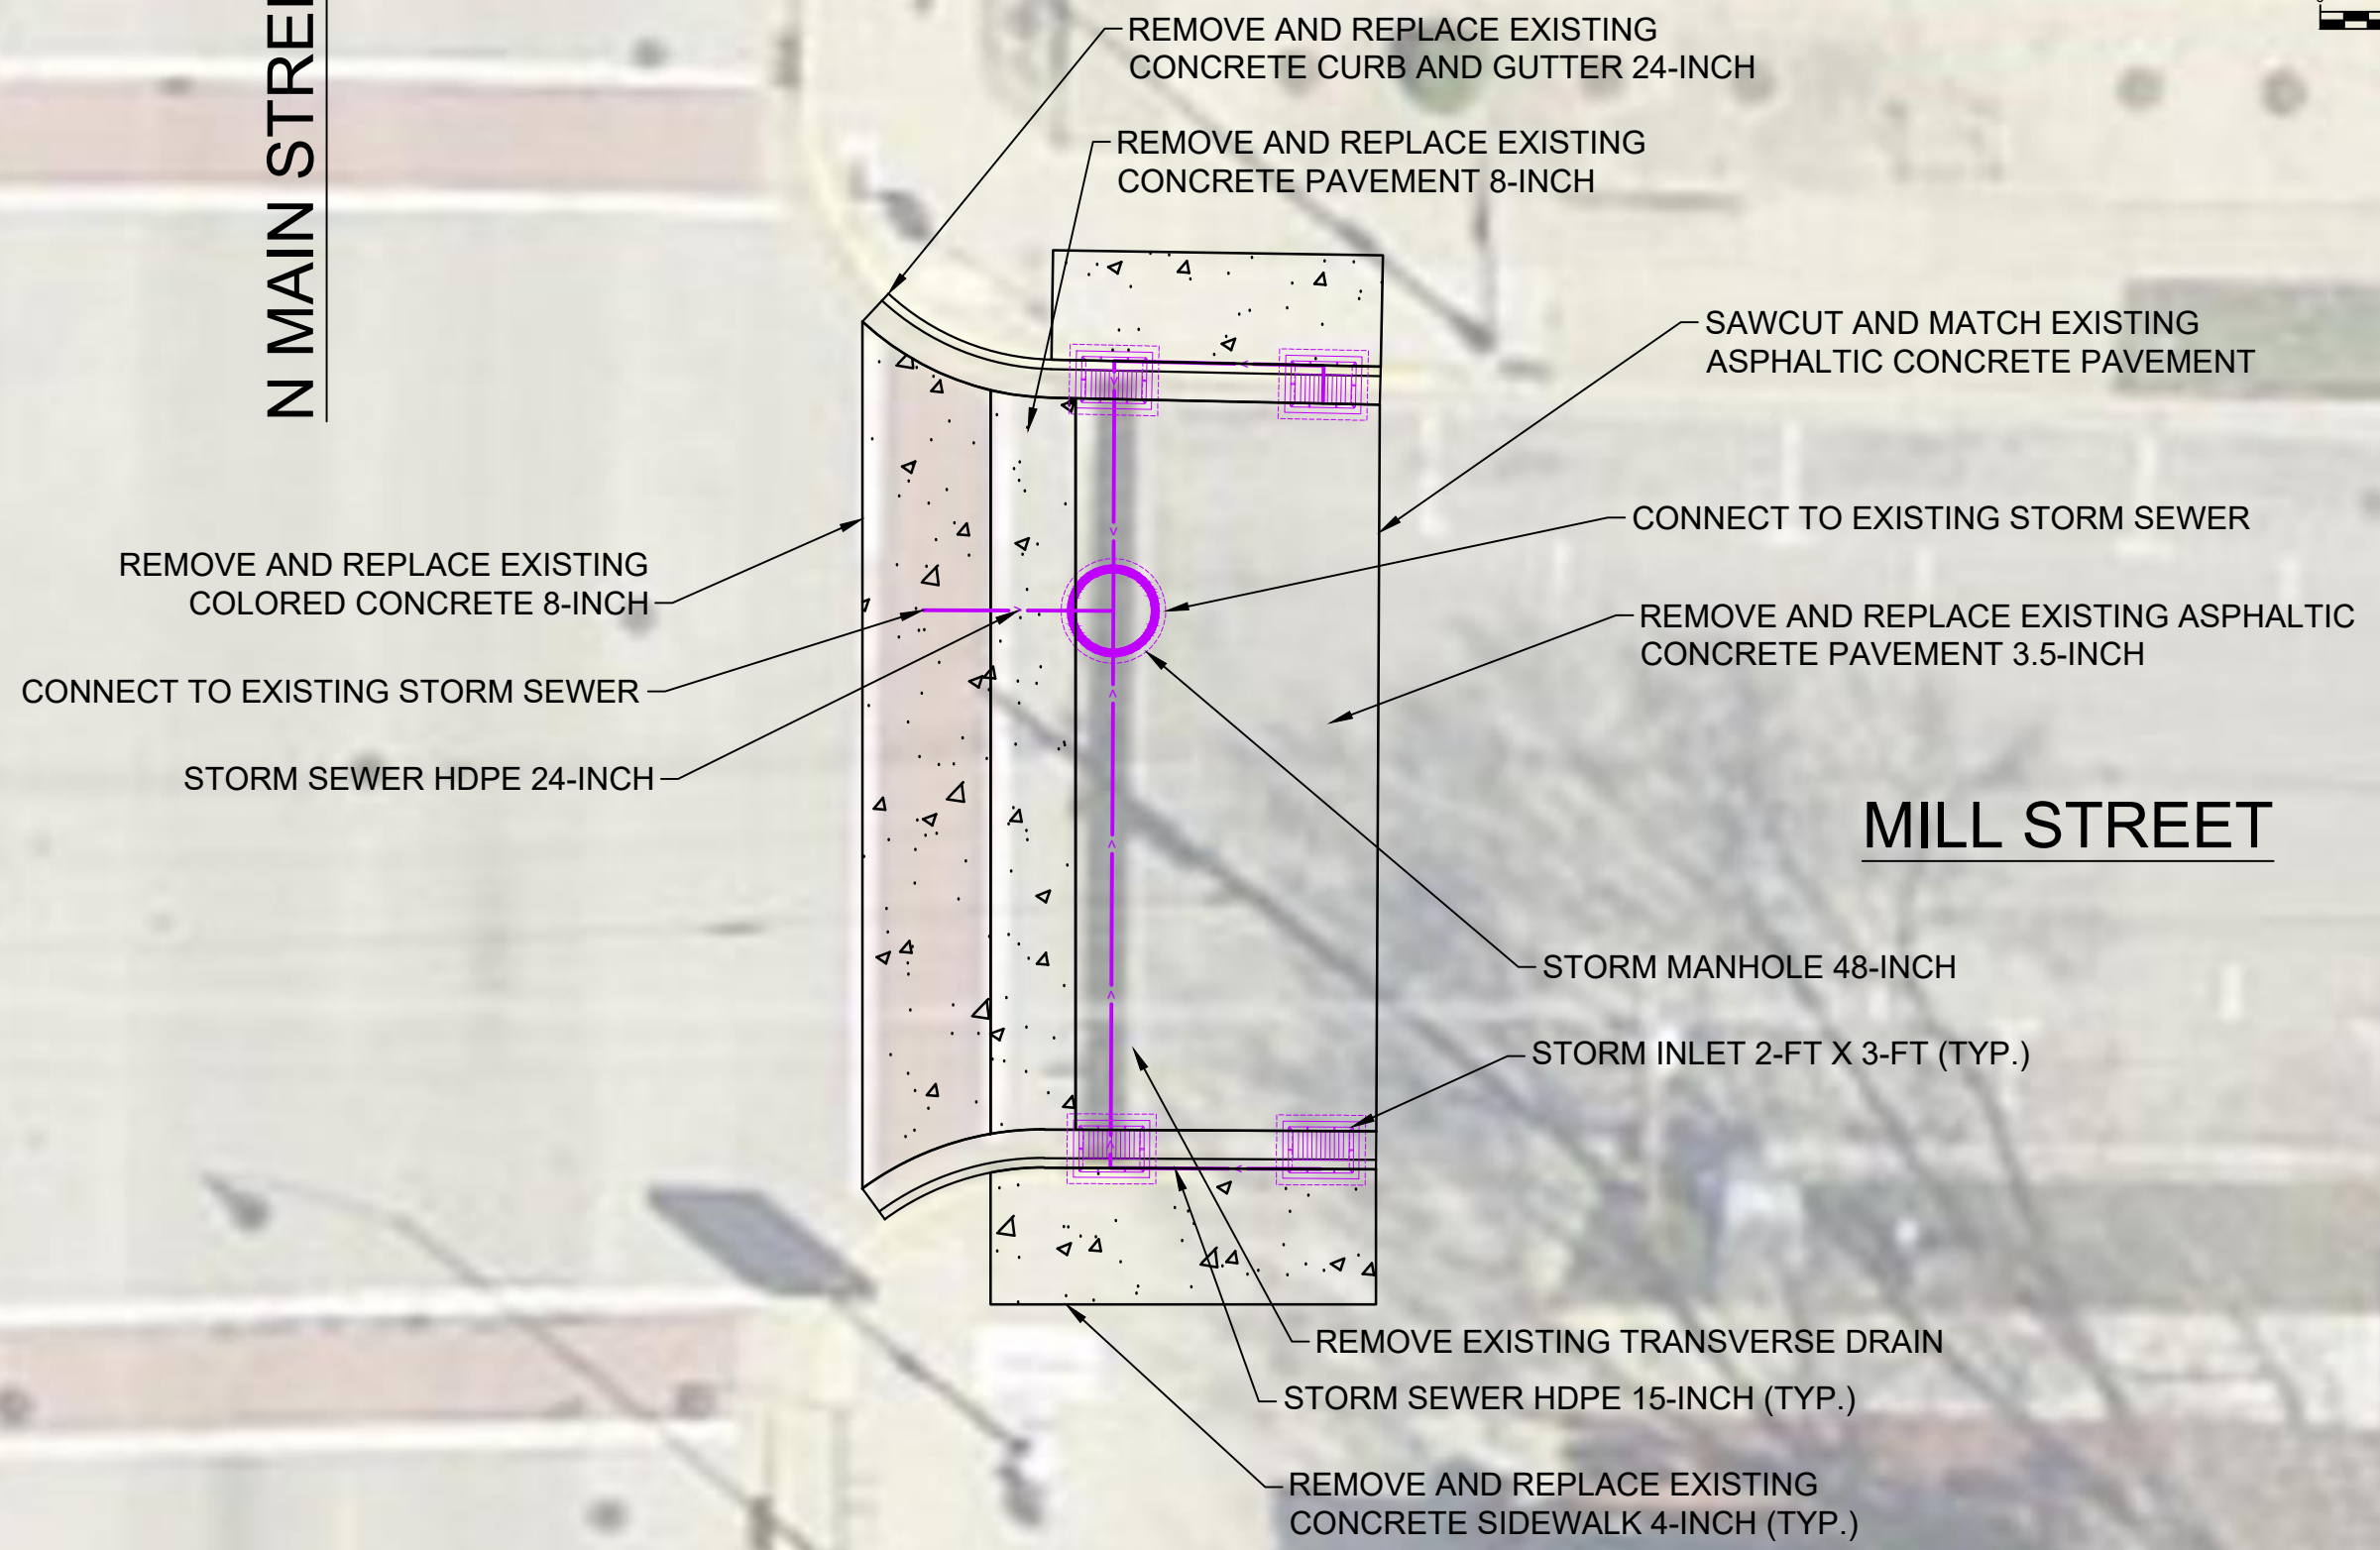 REMOVE AND REPLACE EXISTING
CONCRETE CURB AND GUTTER 24-INCH
REMOVE AND REPLACE EXISTING
CONCRETE PAVEMENT 8-INCH
N MAIN
SAWCUT AND MATCH EXISTING
ASPHALTIC CONCRETE PAVEMENT
CONNECT TO EXISTING STORM SEWER
REMOVE AND REPLACE EXISTING
COLORED CONCRETE 8-INCH
REMOVE AND REPLACE EXISTING ASPHALTIC
CONCRETE PAVEMENT 3.5-INCH
CONNECT TO EXISTING STORM SEWER
STORM SEWER HDPE 24-INCH
MILL STREET
STORM MANHOLE 48-INCH
STORM INLET 2-FT X 3-FT (TYP.)
REMOVE EXISTING TRANSVERSE DRAIN
STORM SEWER HDPE 15-INCH (TYP.)
REMOVE AND REPLACE EXISTING
CONCRETE SIDEWALK 4-INCH (TYP.)